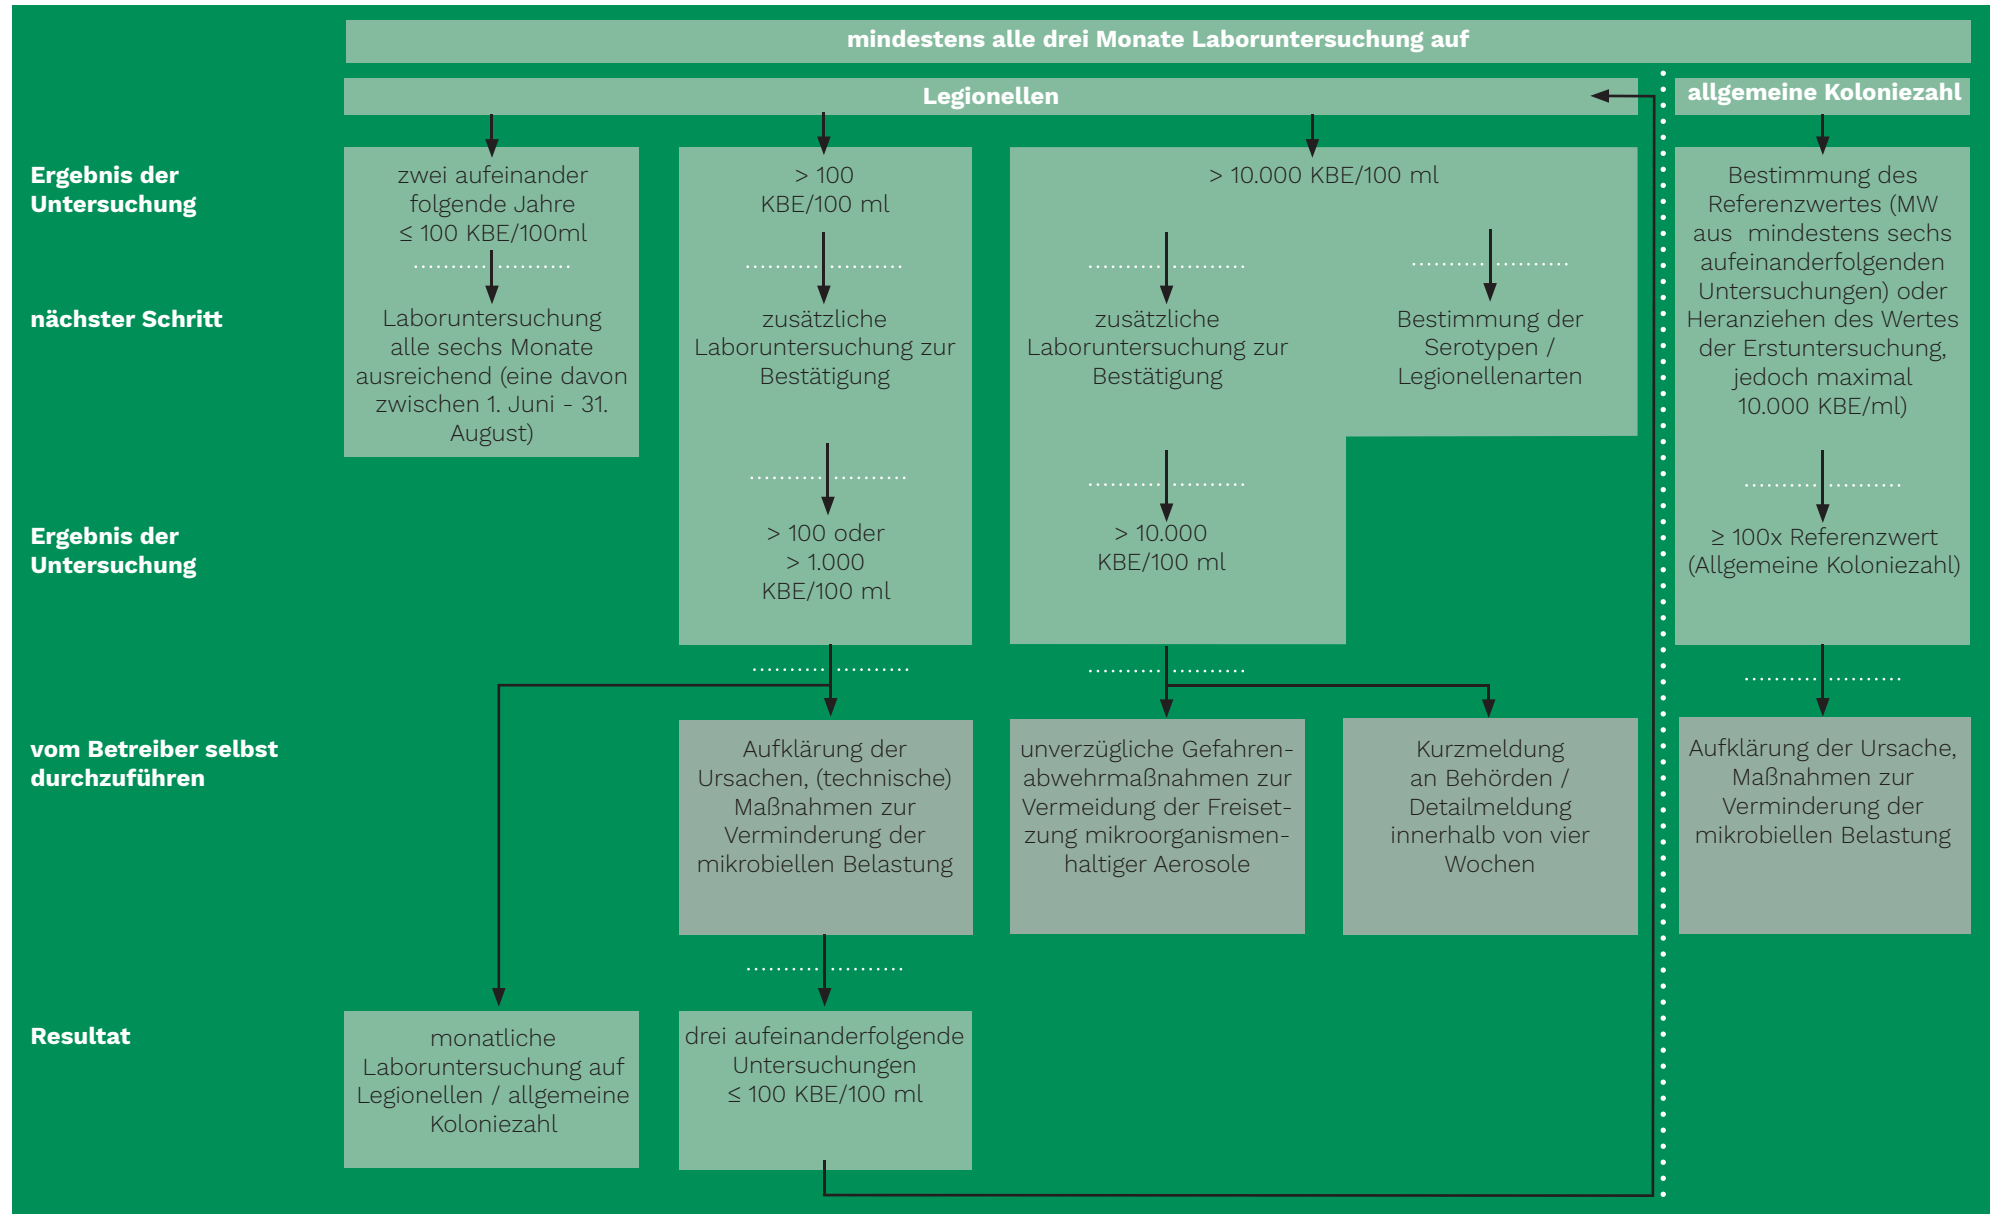 mindestens alle drei Monate Laboruntersuchung auf
Legionellen
allgemeine Koloniezahl
Ergebnis der
Untersuchung
zwei aufeinander
folgende Jahre
≤ 100 KBE/100ml
> 100
KBE/100 ml
> 10.000 KBE/100 ml
Bestimmung des
Referenzwertes (MW
aus mindestens sechs
aufeinanderfolgenden
Untersuchungen) oder
Heranziehen des Wertes
der Erstuntersuchung,
jedoch maximal
10.000 KBE/ml)
nächster Schritt
Laboruntersuchung
alle sechs Monate
ausreichend (eine davon
zwischen 1. Juni - 31.
August)
zusätzliche
Laboruntersuchung zur
Bestätigung
zusätzliche
Laboruntersuchung zur
Bestätigung
Bestimmung der
Serotypen /
Legionellenarten
Ergebnis der
Untersuchung
> 100 oder
> 1.000
KBE/100 ml
> 10.000
KBE/100 ml
≥ 100x Referenzwert
(Allgemeine Koloniezahl)
vom Betreiber selbst
durchzuführen
Aufklärung der
Ursachen, (technische)
Maßnahmen zur
Verminderung der
mikrobiellen Belastung
unverzügliche Gefahren-
abwehrmaßnahmen zur
Vermeidung der Freiset-
zung mikroorganismen-
haltiger Aerosole
Kurzmeldung
an Behörden /
Detailmeldung
innerhalb von vier
Wochen
Aufklärung der Ursache,
Maßnahmen zur
Verminderung der
mikrobiellen Belastung
Resultat
monatliche
Laboruntersuchung auf
Legionellen / allgemeine
Koloniezahl
drei aufeinanderfolgende
Untersuchungen
≤ 100 KBE/100 ml